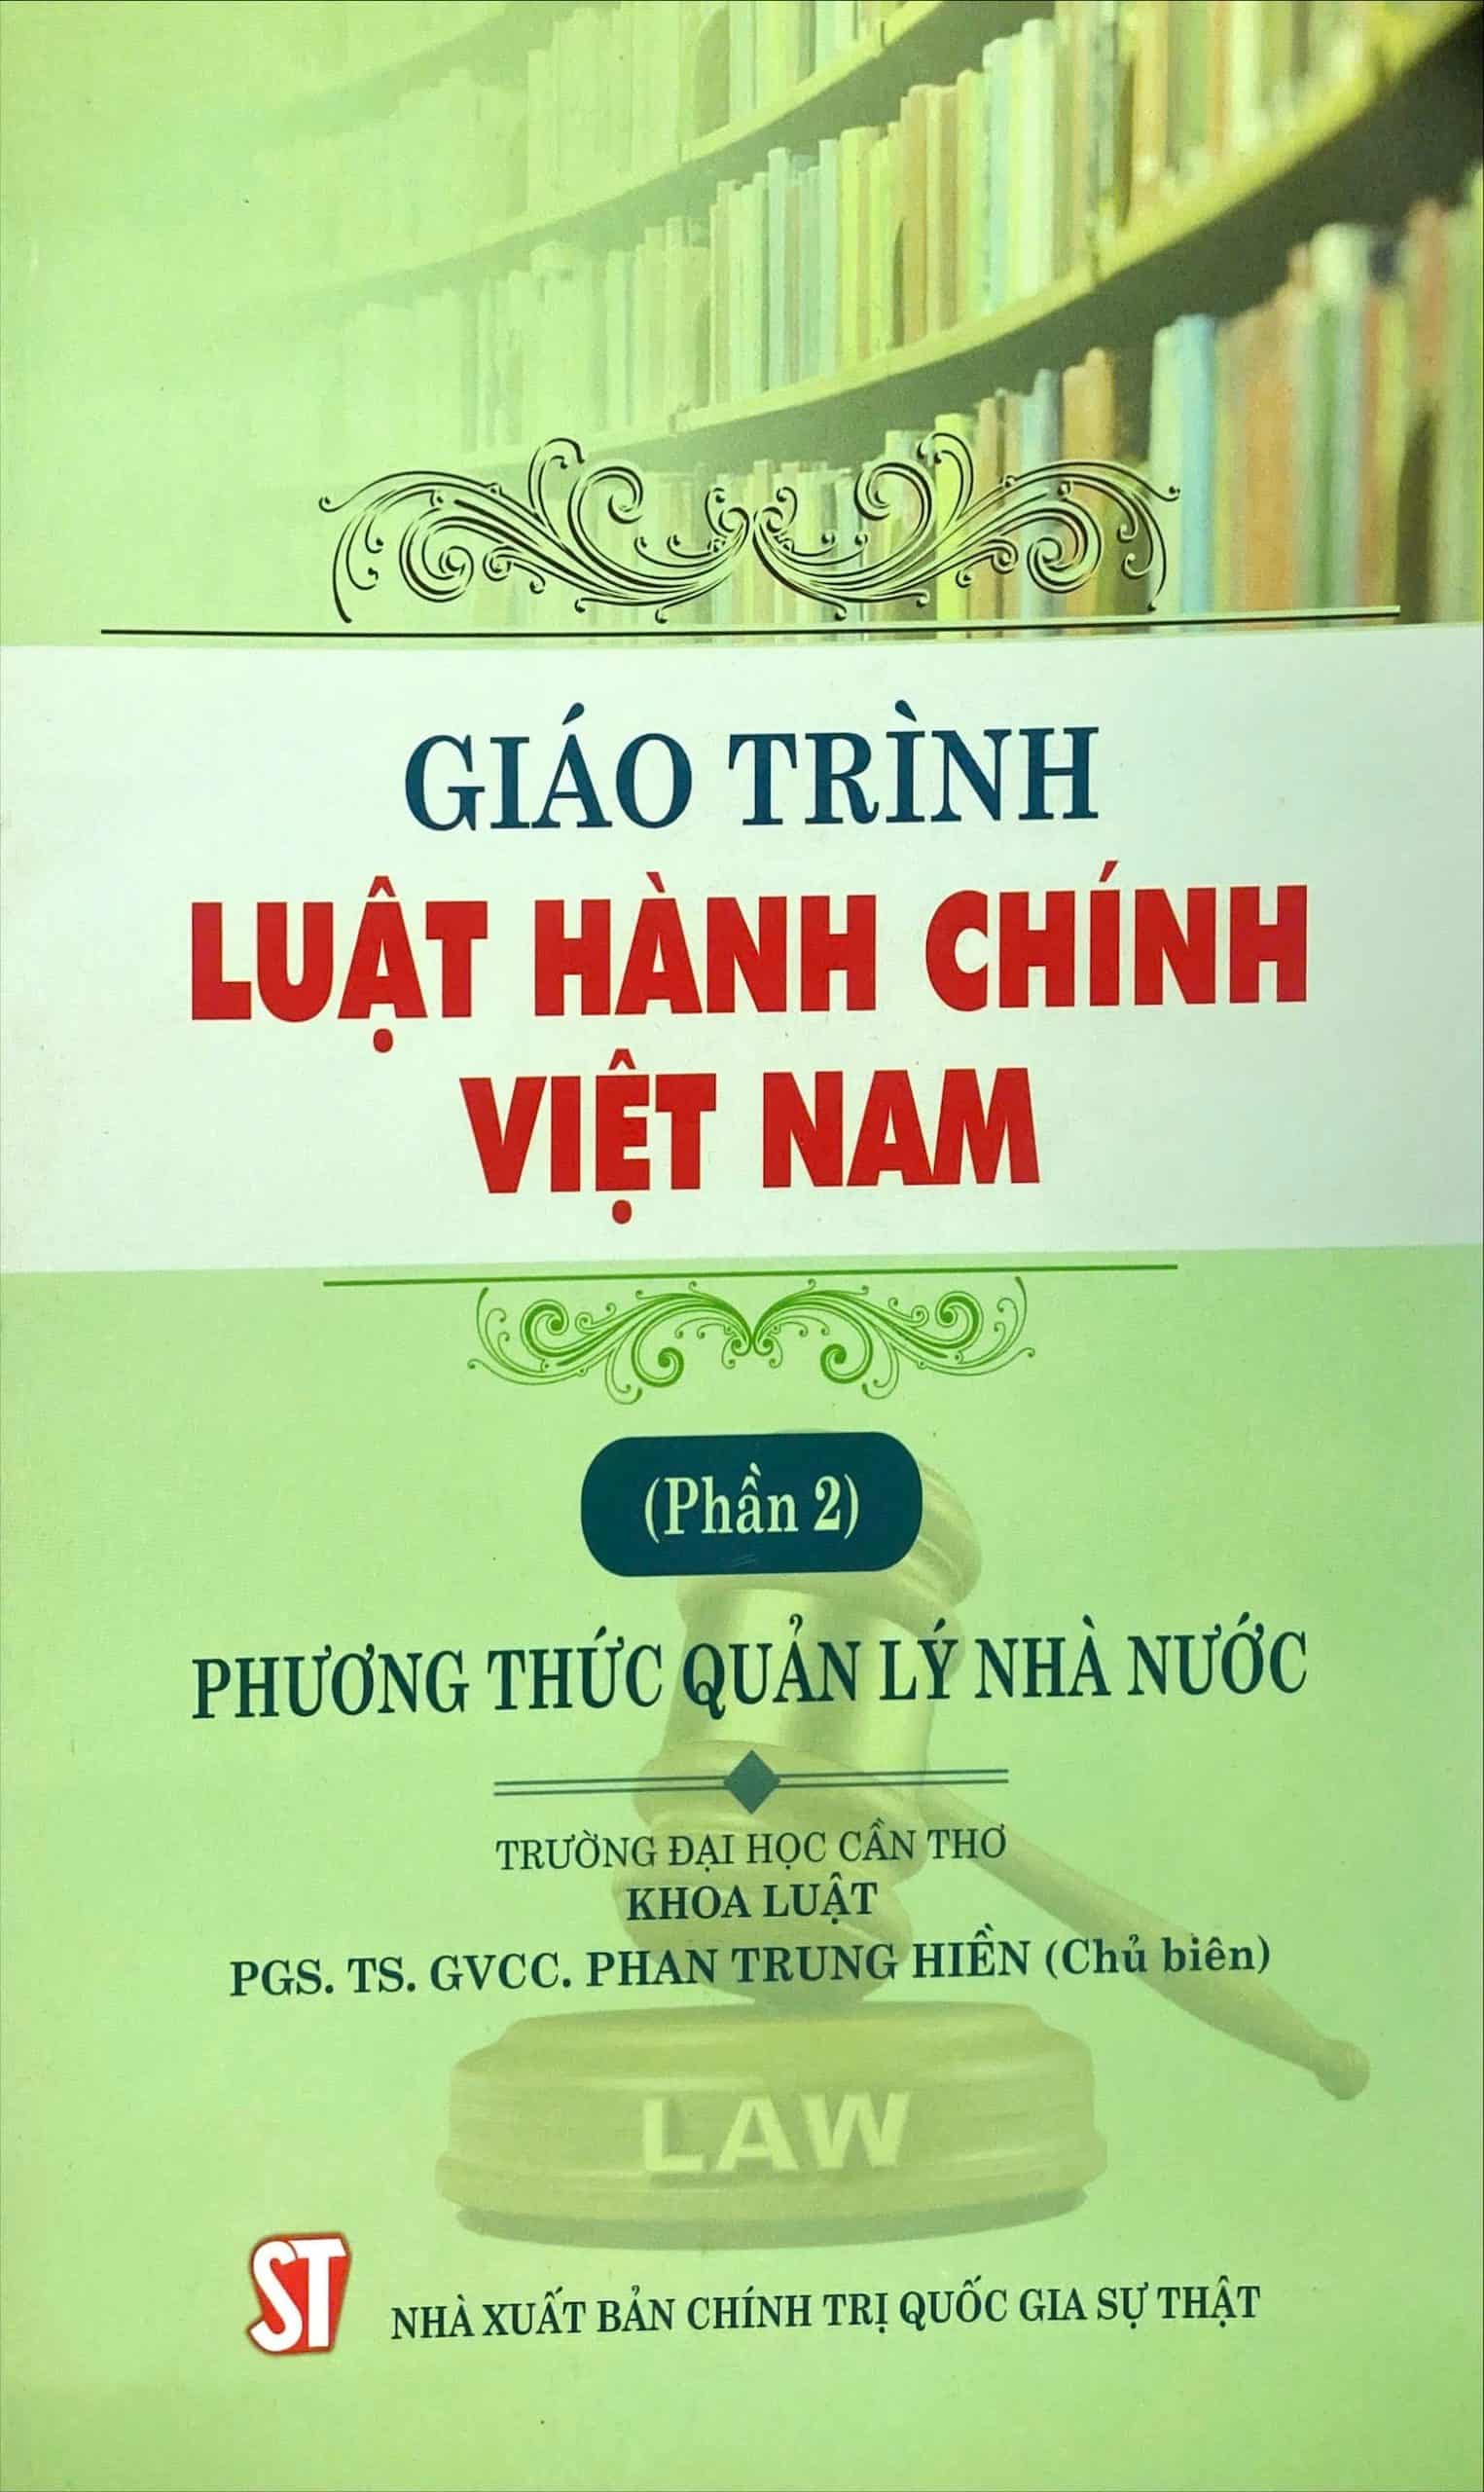 GIÁO TRÌNH
LUẬT HÀNH CHÍNH
VIỆT NAM
(Phần 2)
PHƯƠNG THỨC QUẢN LÝ NHÀ NƯỚC
TRƯỜNG ĐẠI HỌC CẦN THƠ
KHOA LUẬT
PGS. TS. GVCC. PHAN TRUNG HIỀN (Chủ biên)
LAW
ST
NHÀ XUẤT BẢN CHÍNH TRỊ QUỐC GIA SỰ THẬT